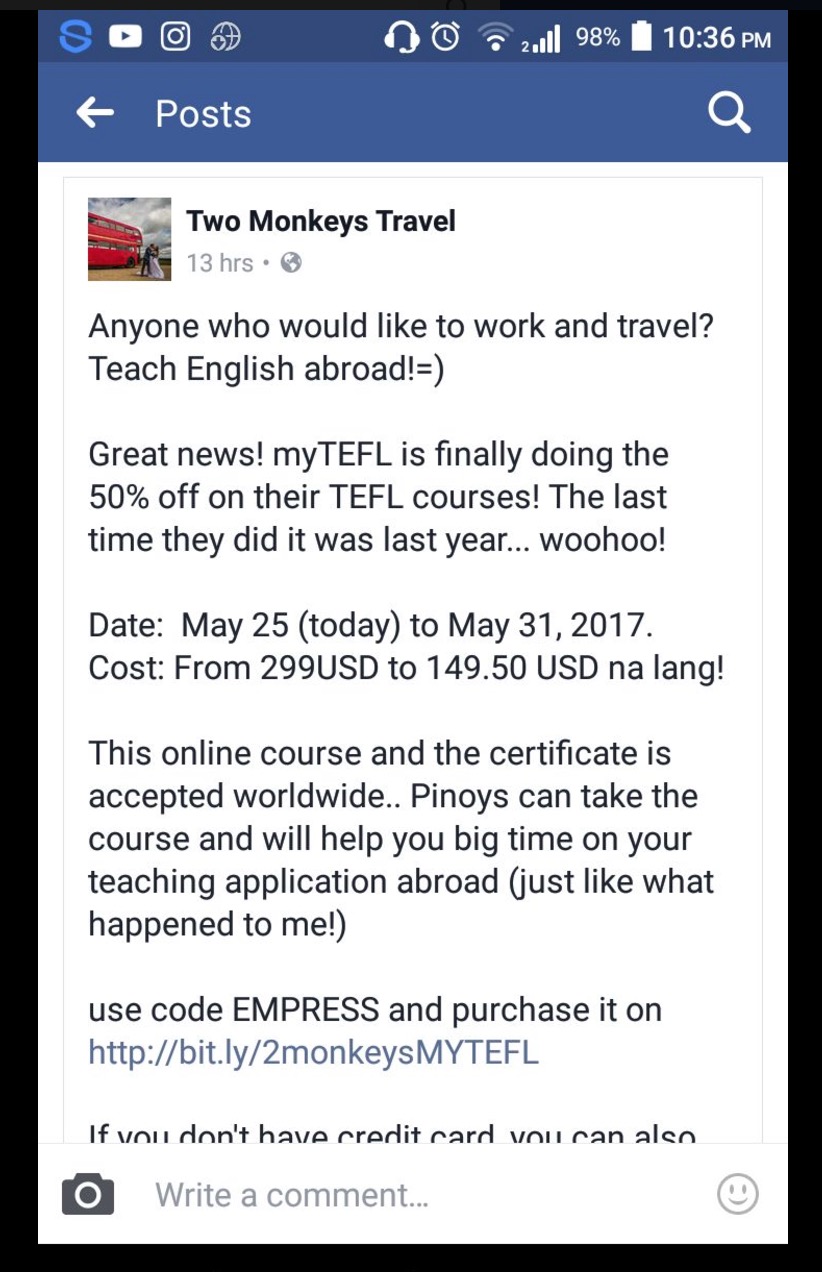 2 98% 10:36 PM
Posts
Two Monkeys Travel
13 hrs •
Anyone who would like to work and travel?
Teach English abroad!=)
Great news! myTEFL is finally doing the
50% off on their TEFL courses! The last
time they did it was last year... woohoo!
Date:  May 25 (today) to May 31, 2017.
Cost: From 299USD to 149.50 USD na lang!
This online course and the certificate is
accepted worldwide.. Pinoys can take the
course and will help you big time on your
teaching application abroad (just like what
happened to me!)
use code EMPRESS and purchase it on
http://bit.ly/2monkeysMYTEFL
If you don't have credit card, you can also
Write a comment...